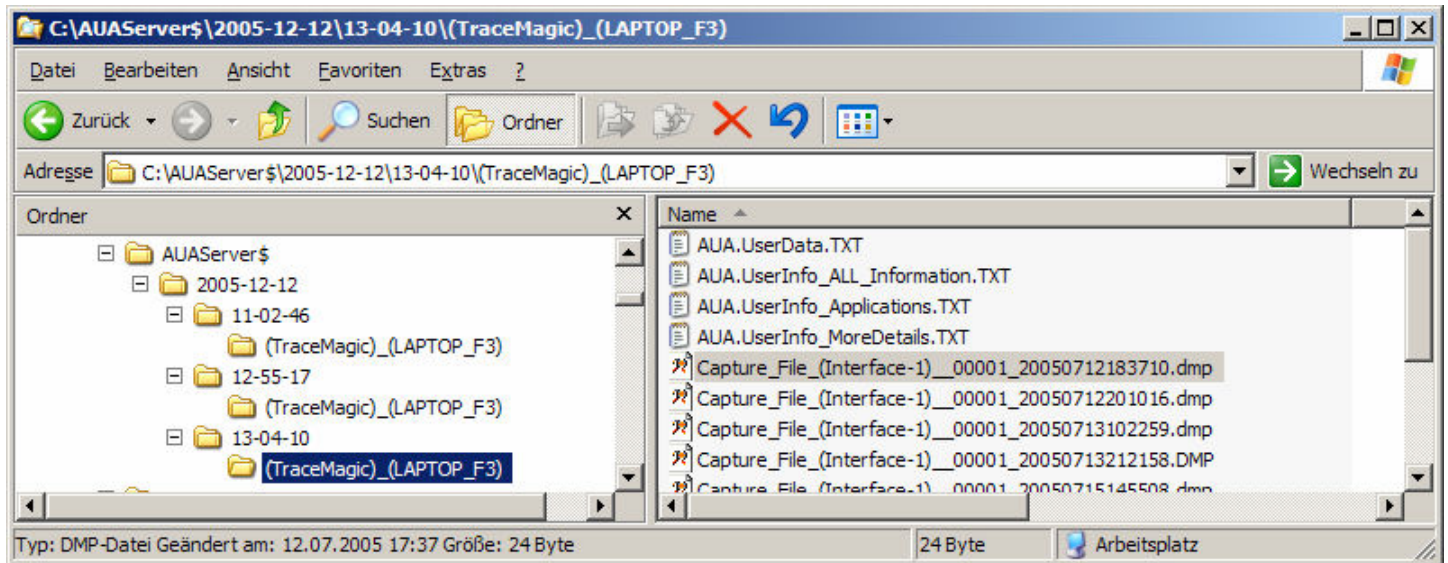 C:\AUAServer$\2005-12-12\13-04-10\(TraceMagic)_(LAPTOP_F3)
Datei Bearbeiten Ansicht Favoriten Extras ?
Zurück Suchen Ordner
Adresse C:\AUAServer$\2005-12-12\13-04-10\(TraceMagic)_(LAPTOP_F3) Wechseln zu
Ordner
AUAServer$
2005-12-12
11-02-46
(TraceMagic)_(LAPTOP_F3)
12-55-17
(TraceMagic)_(LAPTOP_F3)
13-04-10
(TraceMagic)_(LAPTOP_F3)
Name
AUA.UserData.TXT
AUA.UserInfo_ALL_Information.TXT
AUA.UserInfo_Applications.TXT
AUA.UserInfo_MoreDetails.TXT
Capture_File_(Interface-1)__00001_20050712183710.dmp
Capture_File_(Interface-1)__00001_20050712201016.dmp
Capture_File_(Interface-1)__00001_20050713102259.dmp
Capture_File_(Interface-1)__00001_20050713212158.DMP
Capture_File_(Interface-1)__00001_20050715145508.dmp
Typ: DMP-Datei Geändert am: 12.07.2005 17:37 Größe: 24 Byte 24 Byte Arbeitsplatz